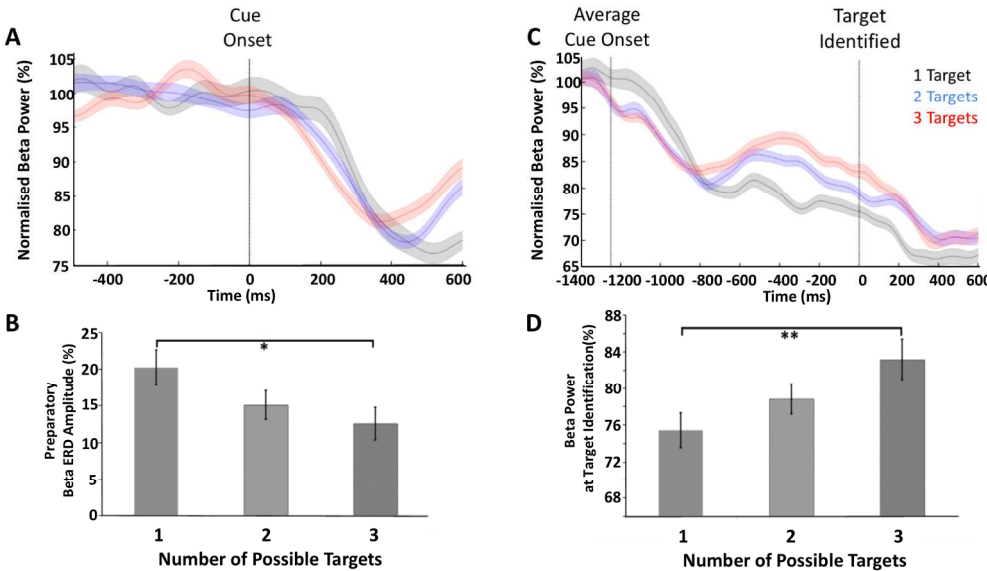 A
Cue
Onset
Normalised Beta Power (%)
105
100
95
90
85
80
75
-400
-200
0
200
400
600
Time (ms)
C
Average
Cue Onset
Target
Identified
1 Target
2 Targets
3 Targets
Normalised Beta Power (%)
105
100
95
90
85
80
75
70
65
-1400
-1200
-1000
-800
-600
-400
-200
0
200
400
600
Time (ms)
B
Preparatory
Beta ERD Amplitude (%)
25
20
15
10
5
0
*
1
2
3
Number of Possible Targets
D
Beta Power
at Target Identification(%)
88
84
80
76
72
68
**
1
2
3
Number of Possible Targets